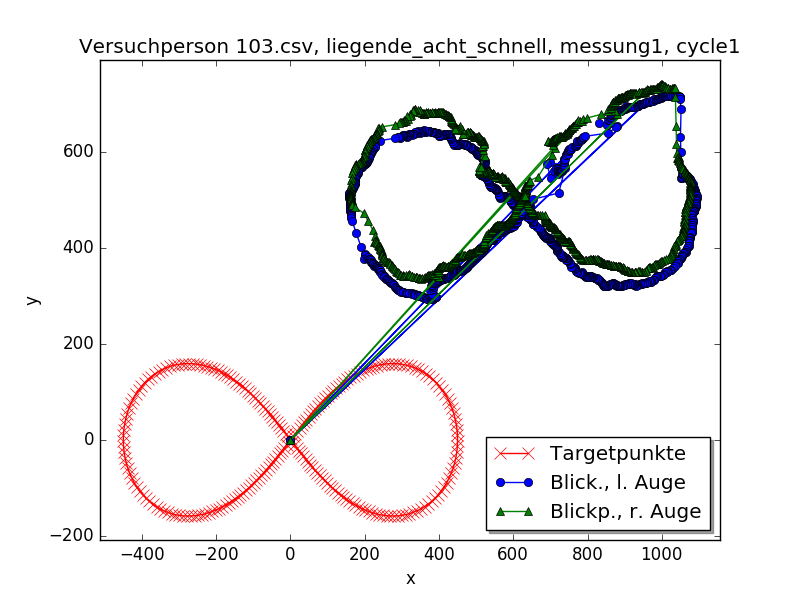 Versuchperson 103.csv, liegende_acht_schnell, messung1, cycle1
600
400
200
0
−200
y
−400
−200
0
200
400
600
800
1000
x
Targetpunkte
Blick., l. Auge
Blickp., r. Auge